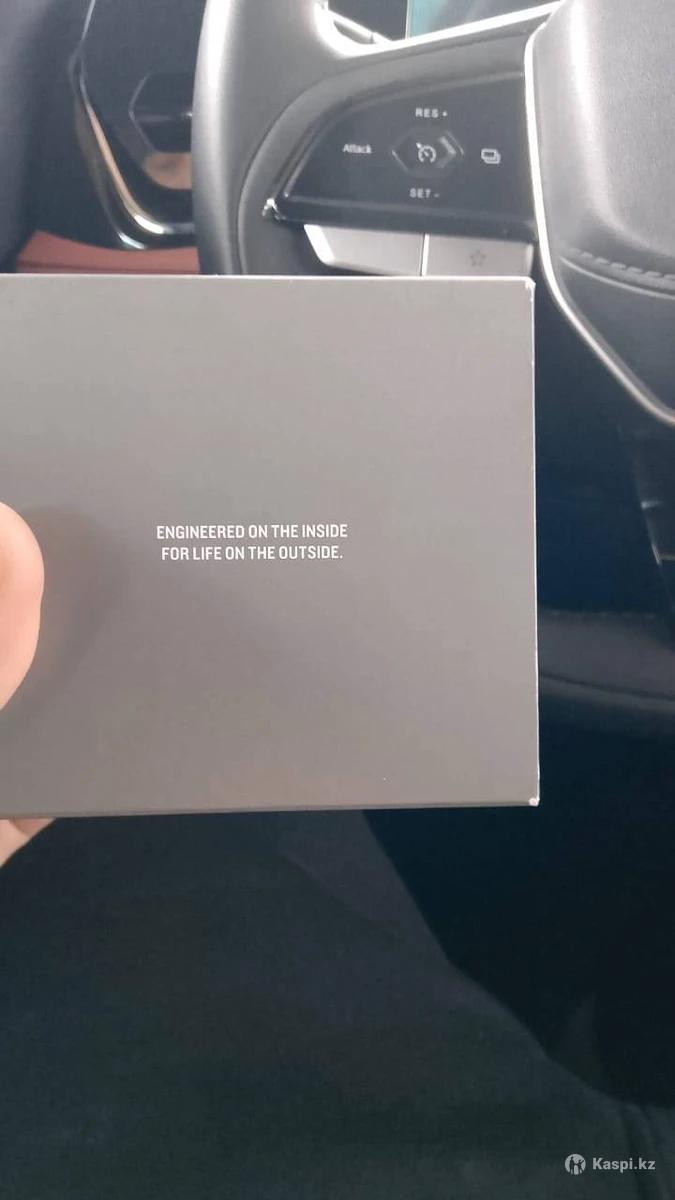 RES +
Attack
SET -
ENGINEERED ON THE INSIDE
FOR LIFE ON THE OUTSIDE.
Kaspi.kz